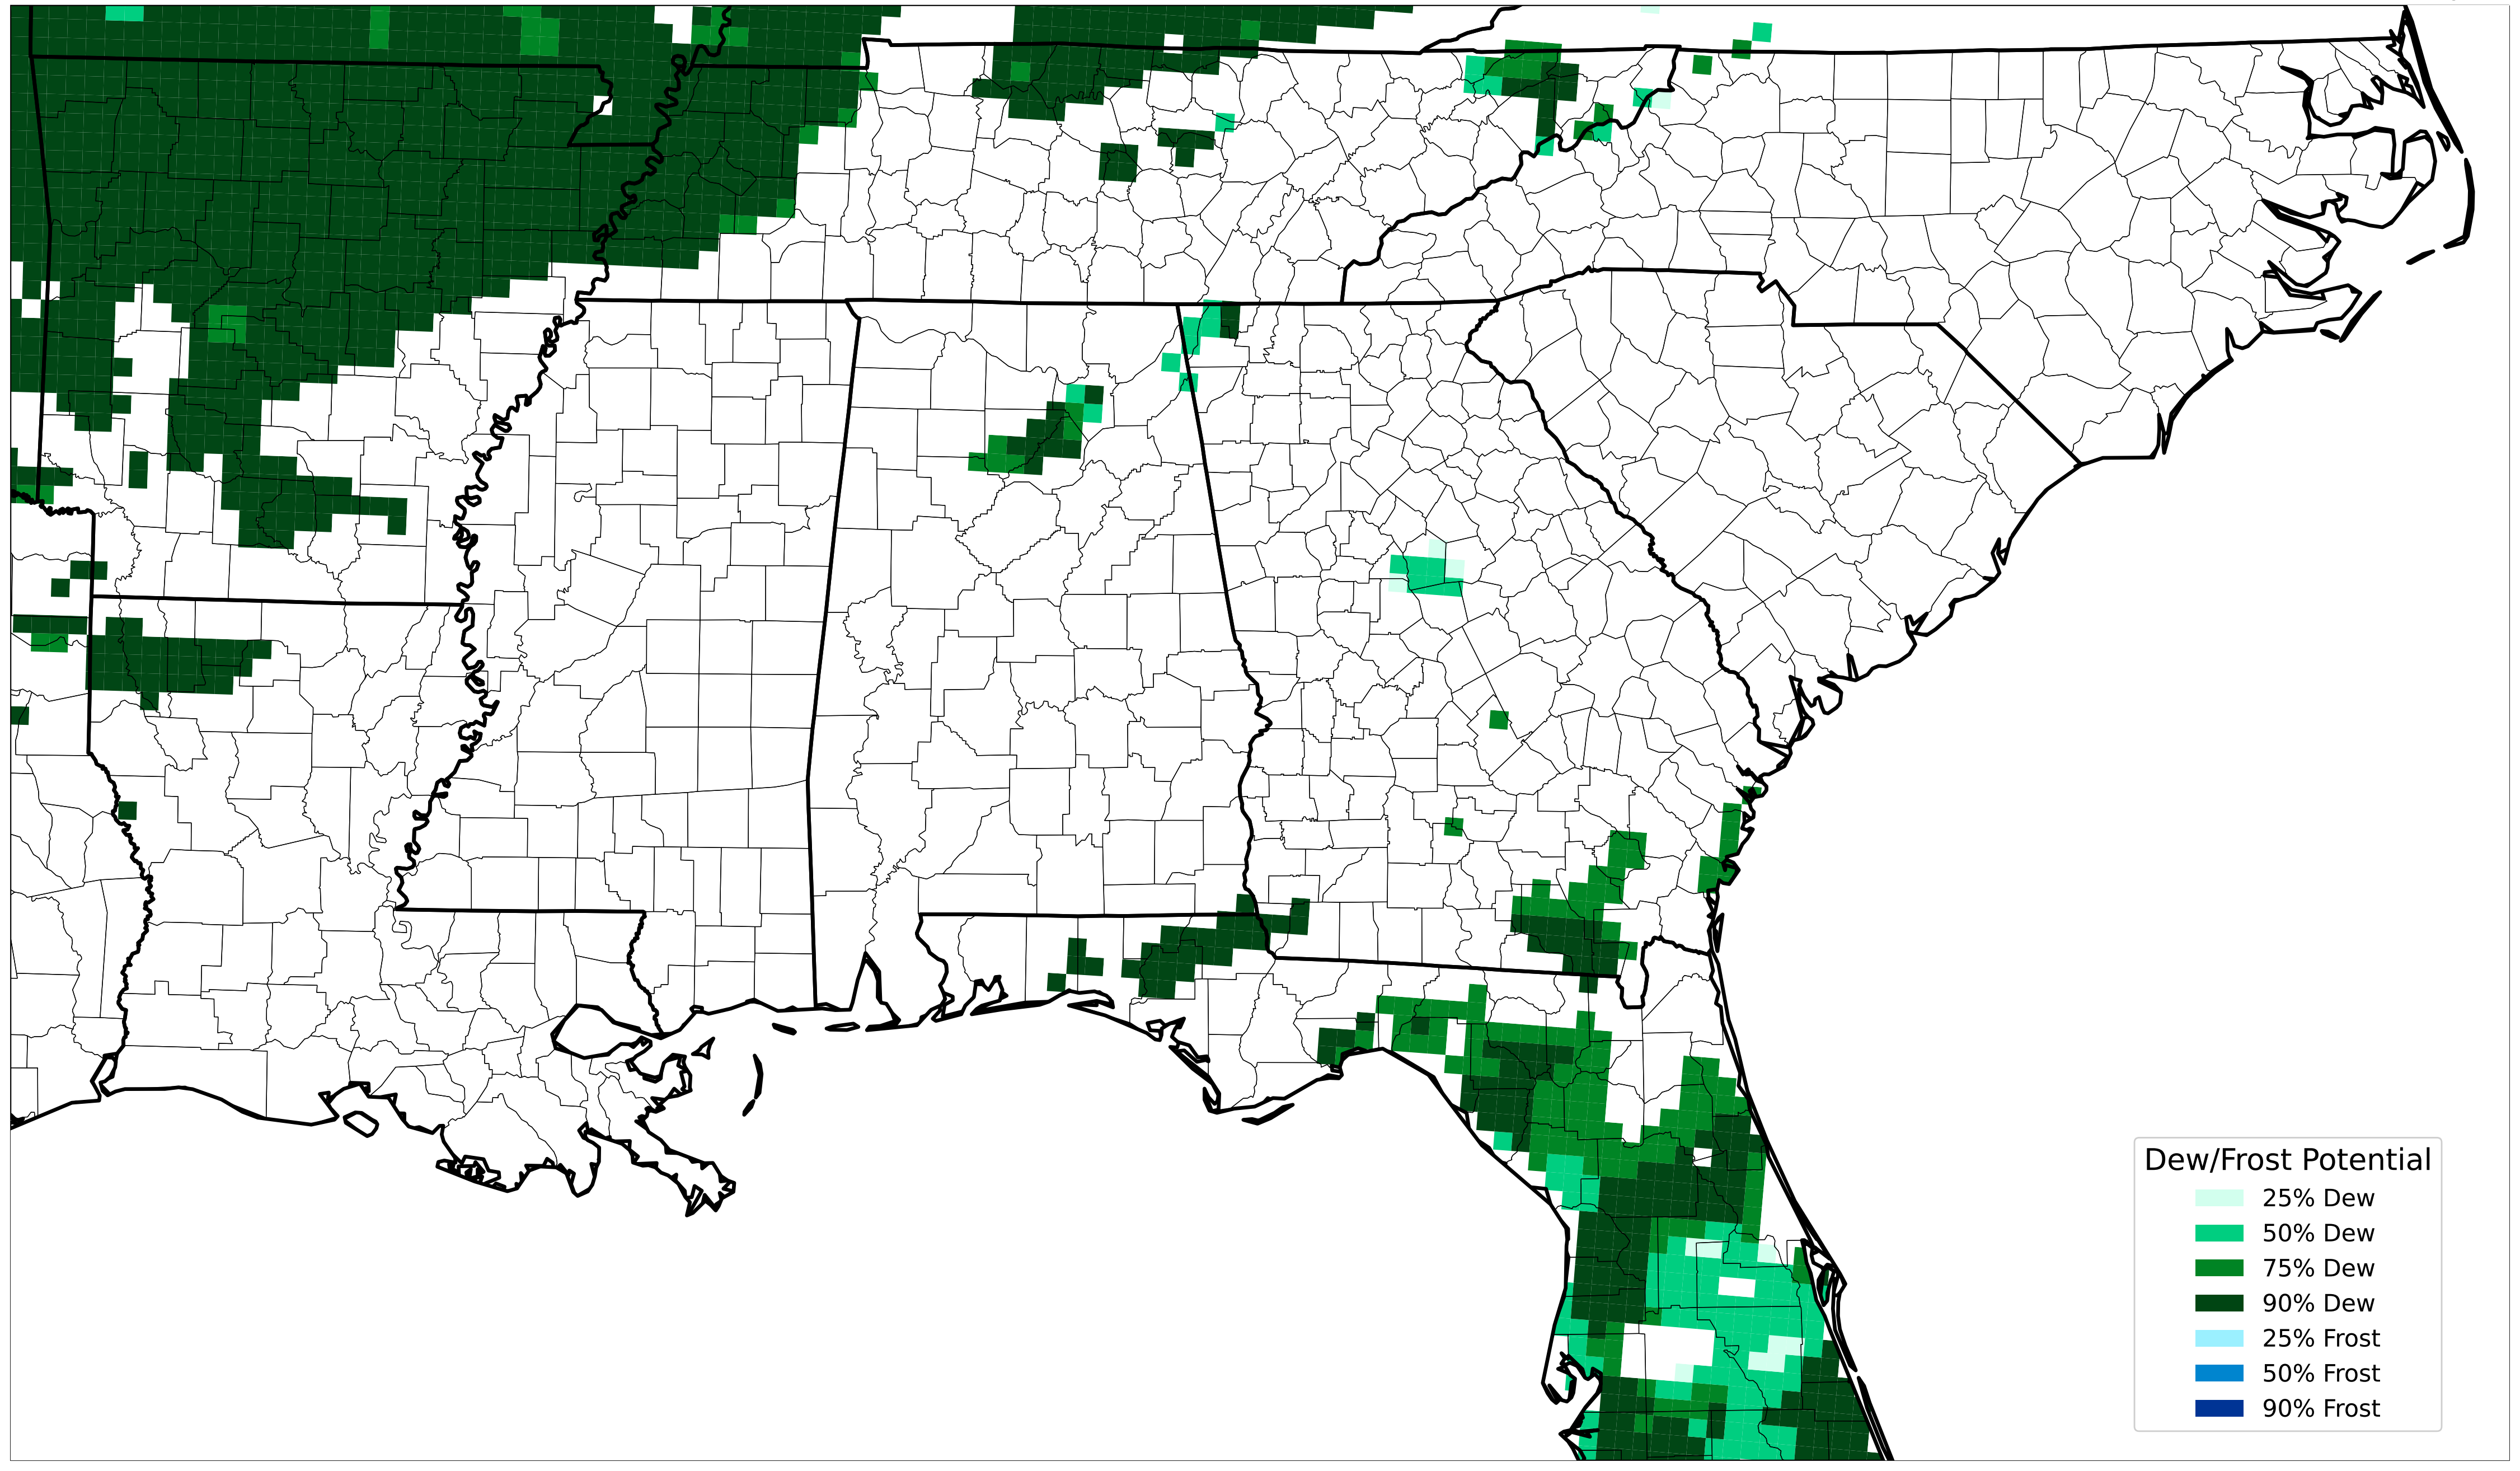 Dew/Frost Potential
25% Dew
50% Dew
75% Dew
90% Dew
25% Frost
50% Frost
90% Frost